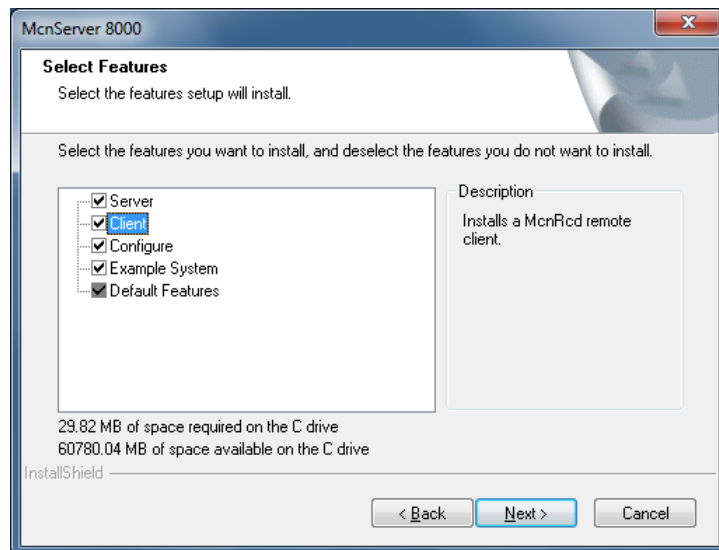 McnServer 8000
Select Features
Select the features setup will install.
Select the features you want to install, and deselect the features you do not want to install.
Server
Client
Configure
Example System
Default Features
Description
Installs a McnRcd remote
client.
29.82 MB of space required on the C drive
60780.04 MB of space available on the C drive
InstallShield
< Back
Next >
Cancel